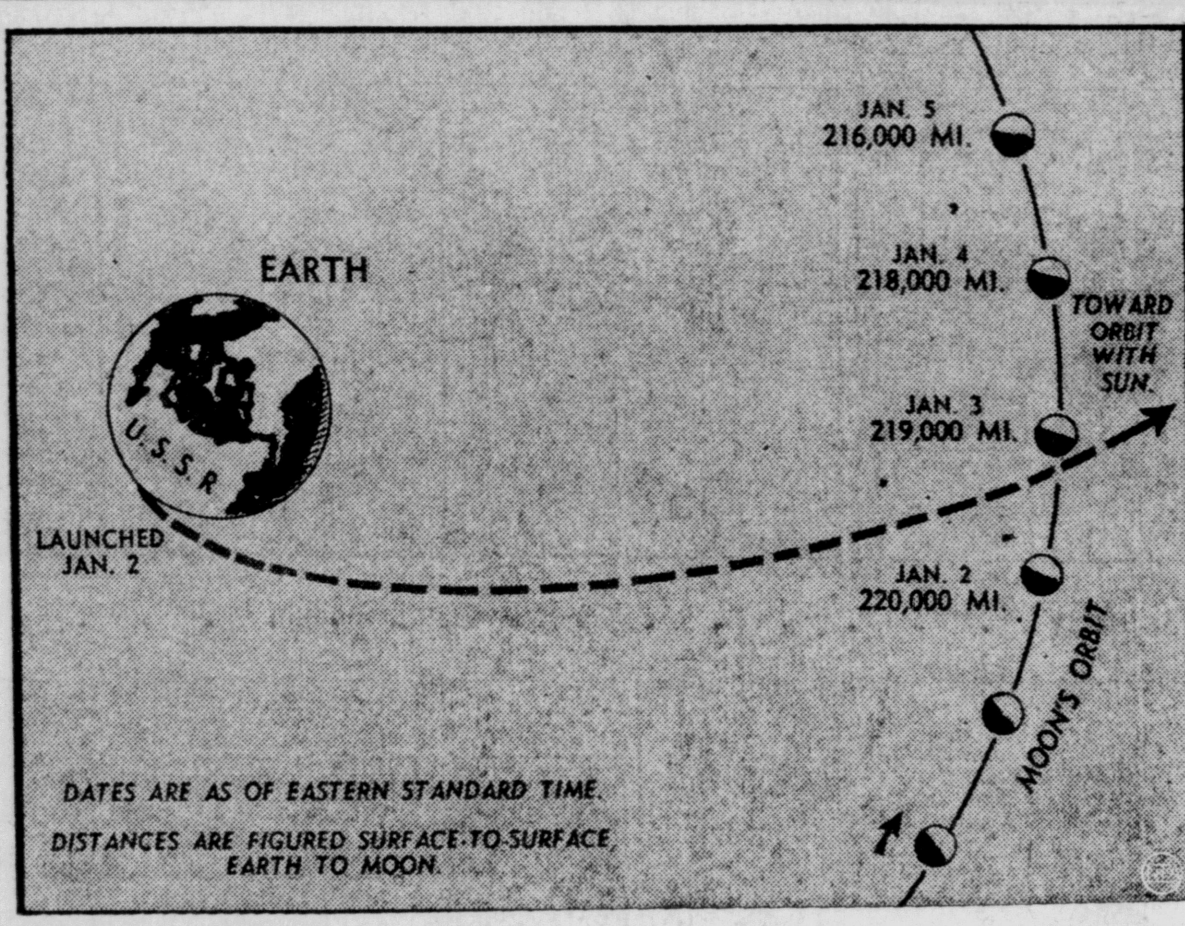 JAN. 5
216,000 MI.
JAN. 4
218,000 MI.
EARTH
TOWARD
ORBIT
WITH
SUN.
JAN. 3
219,000 MI.
U.S.S.R
LAUNCHED
JAN. 2
JAN. 2
220,000 MI.
MOON'S ORBIT
DATES ARE AS OF EASTERN STANDARD TIME.
DISTANCES ARE FIGURED SURFACE-TO-SURFACE,
EARTH TO MOON.